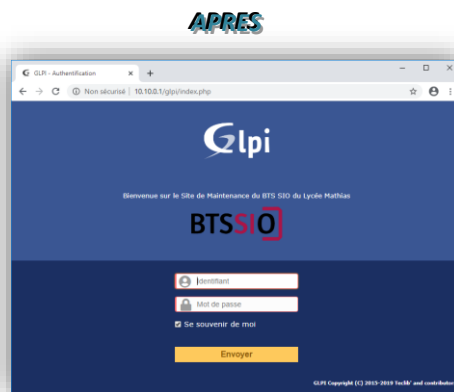 APRES
GLPI - Authentification
Non sécurisé | 10.10.0.1/glpi/index.php
Glpi
Bienvenue sur le Site de Maintenance du BTS SIO du Lycée Mathias
BTSSIO
Identifiant
Mot de passe
Se souvenir de moi
Envoyer
GLPI Copyright (C) 2015-2019 Teclib' and contributors